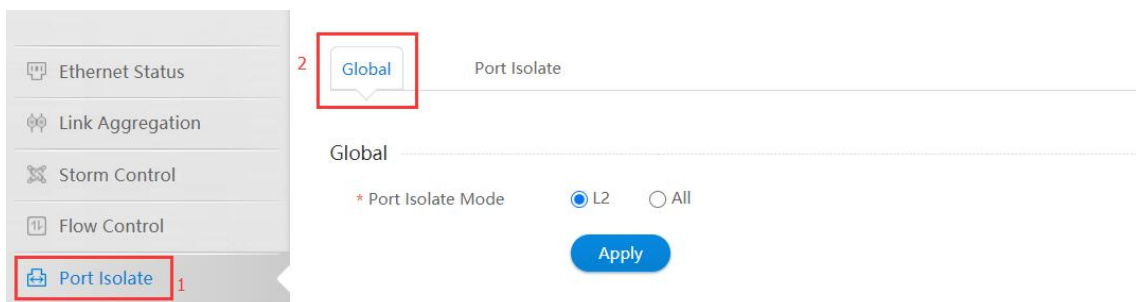 Ethernet Status
Link Aggregation
Storm Control
Flow Control
Port Isolate 1
2 Global Port Isolate
Global
* Port Isolate Mode L2 All
Apply